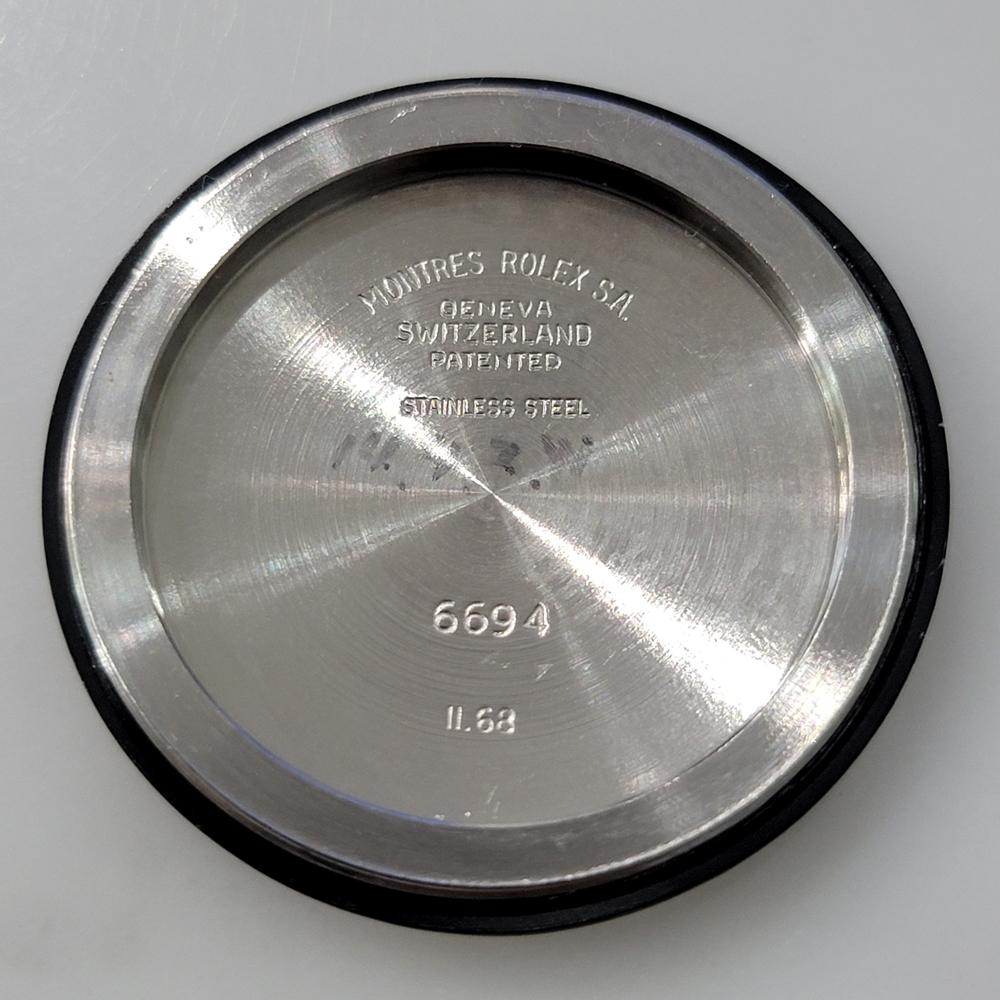 MONTRES ROLEX S.A.
GENEVA
SWITZERLAND
PATENTED
STAINLESS STEEL
6694
II.68